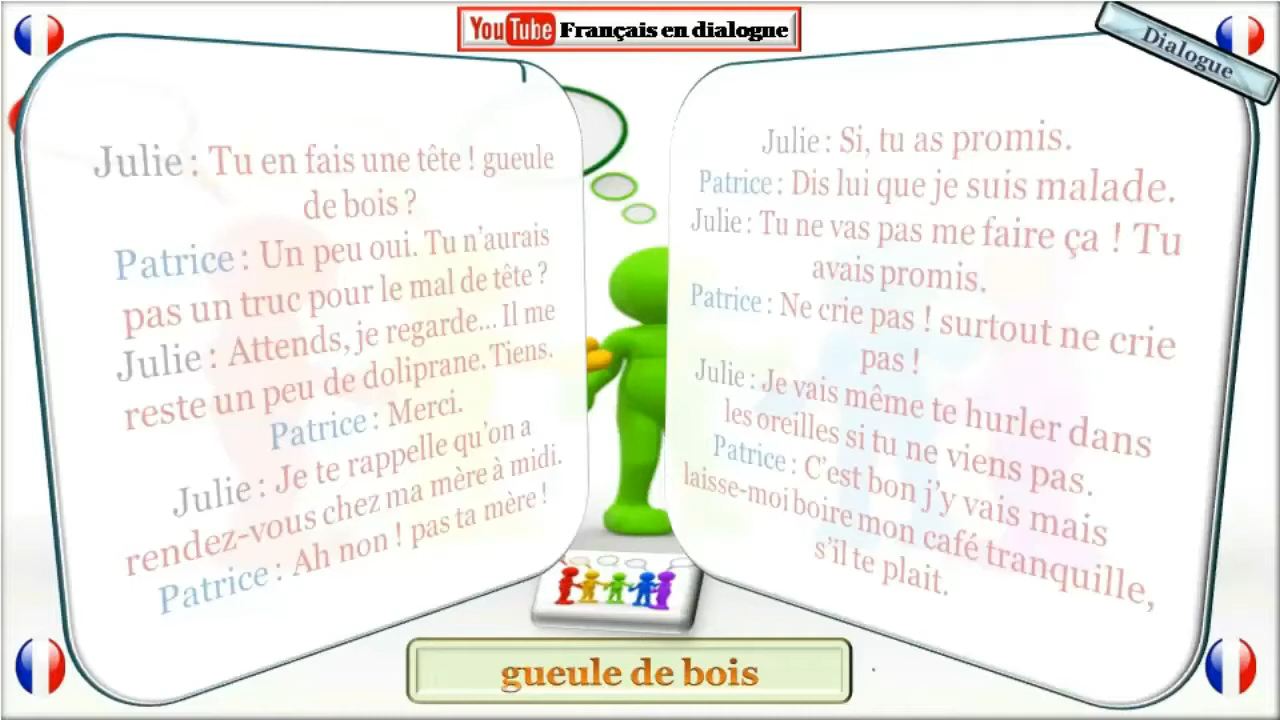 YouTube Français en dialogue
Dialogue
Julie : Tu en fais une tête ! gueule
de bois ?
Patrice : Un peu oui. Tu n'aurais
pas un truc pour le mal de tête ?
Julie : Attends, je regarde... Il me
reste un peu de doliprane. Tiens.
Patrice : Merci.
Julie : Je te rappelle qu'on a
rendez-vous chez ma mère à midi.
Patrice : Ah non ! pas ta mère !
Julie : Si, tu as promis.
Patrice : Dis lui que je suis malade.
Julie : Tu ne vas pas me faire ça ! Tu
avais promis.
Patrice : Ne crie pas ! surtout ne crie
pas !
Julie : Je vais même te hurler dans
les oreilles si tu ne viens pas.
Patrice : C'est bon j'y vais mais
laisse-moi boire mon café tranquille,
s'il te plait.
gueule de bois